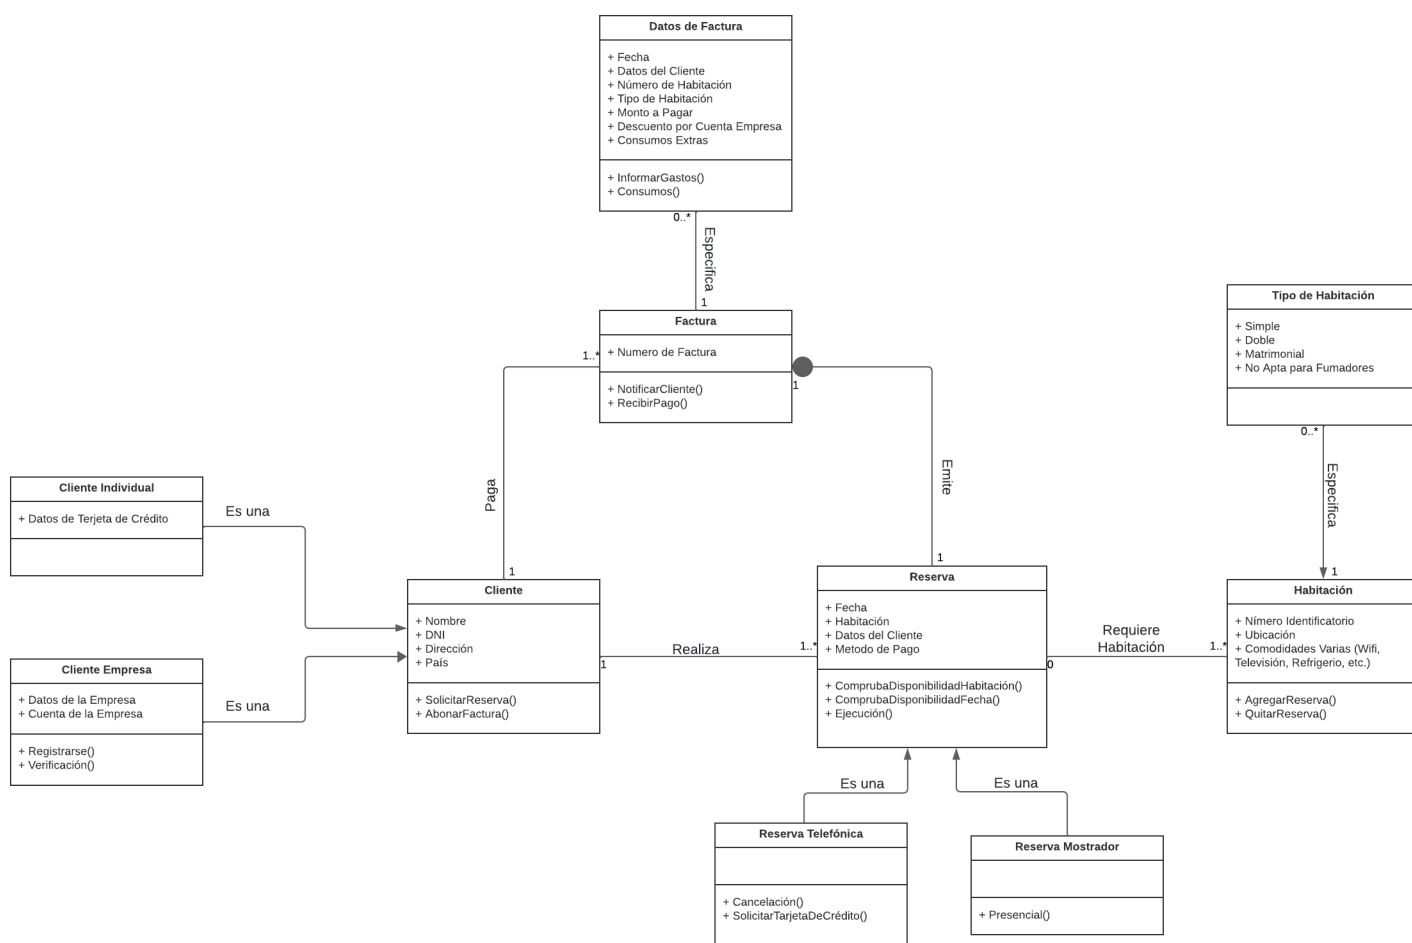 Datos de Factura
+ Fecha
+ Datos del Cliente
+ Número de Habitación
+ Tipo de Habitación
+ Monto a Pagar
+ Descuento por Cuenta Empresa
+ Consumos Extras
+ InformarGastos()
+ Consumos()
0..*
Especifica
1
Factura
+ Numero de Factura
+ NotificarCliente()
+ RecibirPago()
1..*
1
Paga
1
Emite
1
Tipo de Habitación
+ Simple
+ Doble
+ Matrimonial
+ No Apta para Fumadores
0..*
Especifica
1
Cliente Individual
+ Datos de Terjeta de Crédito
Es una
Cliente Empresa
+ Datos de la Empresa
+ Cuenta de la Empresa
+ Registrarse()
+ Verificación()
Es una
Cliente
+ Nombre
+ DNI
+ Dirección
+ País
+ SolicitarReserva()
+ AbonarFactura()
1
Realiza
1..*
Reserva
+ Fecha
+ Habitación
+ Datos del Cliente
+ Metodo de Pago
+ ComprubaDisponibilidadHabitación()
+ ComprubaDisponibilidadFecha()
+ Ejecución()
0
Requiere
Habitación
1..*
Habitación
+ Nímero Identificatorio
+ Ubicación
+ Comodidades Varias (Wifi,
Televisión, Refrigerio, etc.)
+ AgregarReserva()
+ QuitarReserva()
Es una
Es una
Reserva Telefónica
+ Cancelación()
+ SolicitarTarjetaDeCrédito()
Reserva Mostrador
+ Presencial()